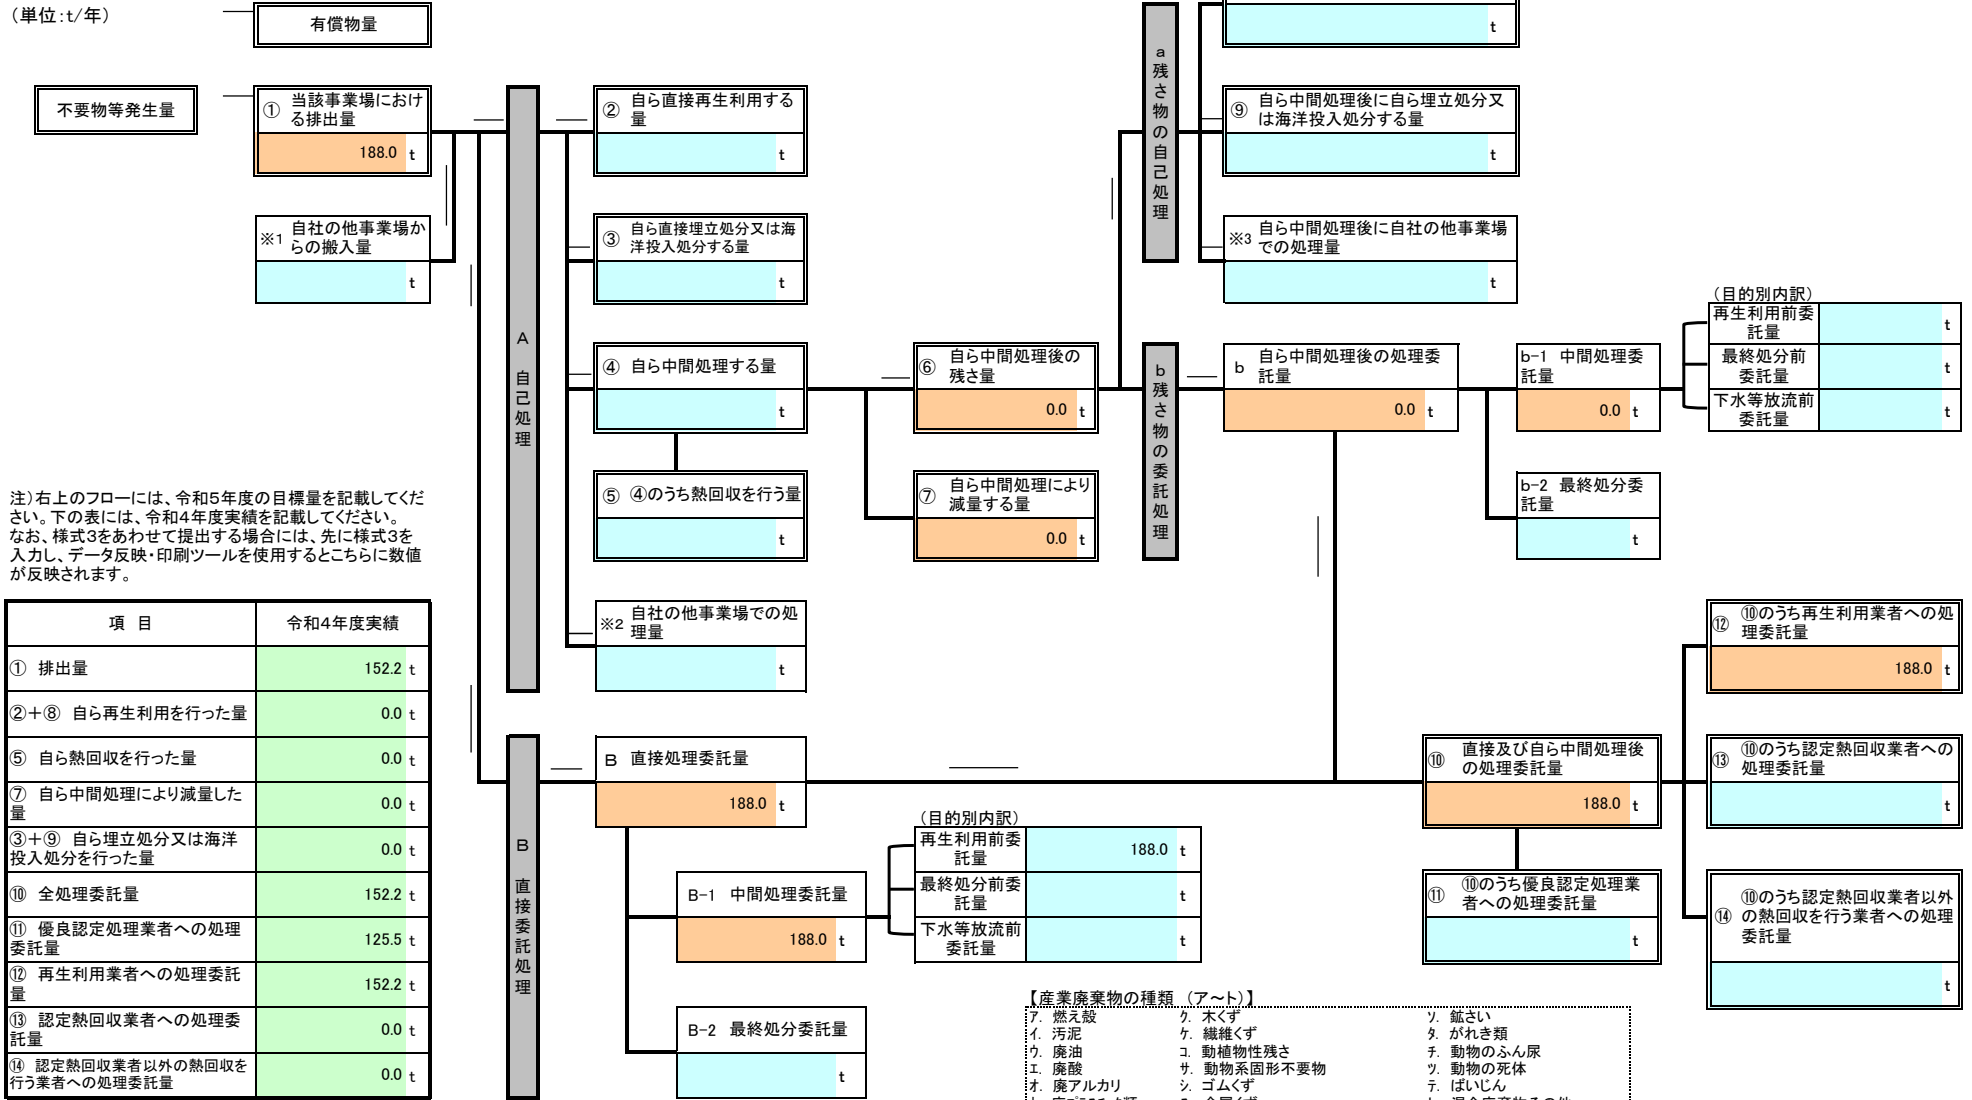 （単位:t/年）
有償物量
不要物等発生量
① 当該事業場におけ
る排出量
188.0 t
※1 自社の他事業場か
らの搬入量
t
A 自己処理
② 自ら直接再生利用する
量
t
③ 自ら直接埋立処分又は海
洋投入処分する量
t
④ 自ら中間処理する量
t
⑤ ④のうち熱回収を行う量
t
※2 自社の他事業場での処
理量
t
⑥ 自ら中間処理後の
残さ量
0.0 t
⑦ 自ら中間処理により
減量する量
0.0 t
a 残さ物の自己処理
t
⑨ 自ら中間処理後に自ら埋立処分又
は海洋投入処分する量
t
※3 自ら中間処理後に自社の他事業場
での処理量
t
b 残さ物の委託処理
b 自ら中間処理後の処理委
託量
0.0 t
b-1 中間処理委
託量
0.0 t
（目的別内訳）
再生利用前委
託量
t
最終処分前
委託量
t
下水等放流前
委託量
t
b-2 最終処分委
託量
t
注）右上のフローには、令和５年度の目標量を記載してくだ
さい。下の表には、令和４年度実績を記載してください。
なお、様式３をあわせて提出する場合には、先に様式３を
入力し、データ反映・印刷ツールを使用するとこちらに数値
が反映されます。
項 目 令和４年度実績
① 排出量 152.2 t
②＋⑧ 自ら再生利用を行った量 0.0 t
⑤ 自ら熱回収を行った量 0.0 t
⑦ 自ら中間処理により減量した
量 0.0 t
③＋⑨ 自ら埋立処分又は海洋
投入処分を行った量 0.0 t
⑩ 全処理委託量 152.2 t
⑪ 優良認定処理業者への処理
委託量 125.5 t
⑫ 再生利用業者への処理委託
量 152.2 t
⑬ 認定熱回収業者への処理委
託量 0.0 t
⑭ 認定熱回収業者以外の熱回収を
行う業者への処理委託量 0.0 t
B 直接委託処理
B 直接処理委託量
188.0 t
B-1 中間処理委託量
188.0 t
B-2 最終処分委託量
t
（目的別内訳）
再生利用前委
託量
188.0 t
最終処分前委
託量
t
下水等放流前
委託量
t
⑩ 直接及び自ら中間処理後
の処理委託量
188.0 t
⑪ ⑩のうち優良認定処理業
者への処理委託量
t
⑫ ⑩のうち再生利用業者への処
理委託量
188.0 t
⑬ ⑩のうち認定熱回収業者への
処理委託量
t
⑭ ⑩のうち認定熱回収業者以外
の熱回収を行う業者への処理
委託量
t
【産業廃棄物の種類 （ア～ト）】
ｱ. 燃え殻 ｸ. 木くず ｿ. 鉱さい
ｲ. 汚泥 ｹ. 繊維くず ﾀ. がれき類
ｳ. 廃油 ｺ. 動植物性残さ ﾁ. 動物のふん尿
ｴ. 廃酸 ｻ. 動物系固形不要物 ﾂ. 動物の死体
ｵ. 廃アルカリ ｼ. ゴムくず ﾃ. ばいじん